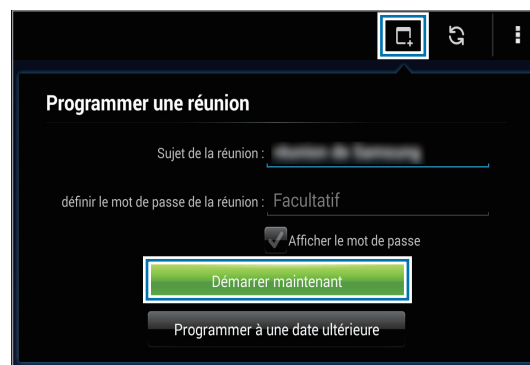 Programmer une réunion
Sujet de la réunion :
définir le mot de passe de la réunion : Facultatif
Afficher le mot de passe
Démarrer maintenant
Programmer à une date ultérieure